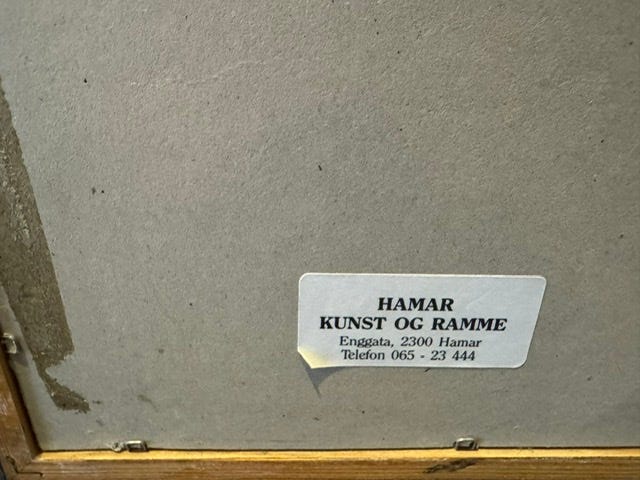 HAMAR
KUNST OG RAMME
Enggata, 2300 Hamar
Telefon 065 - 23 444